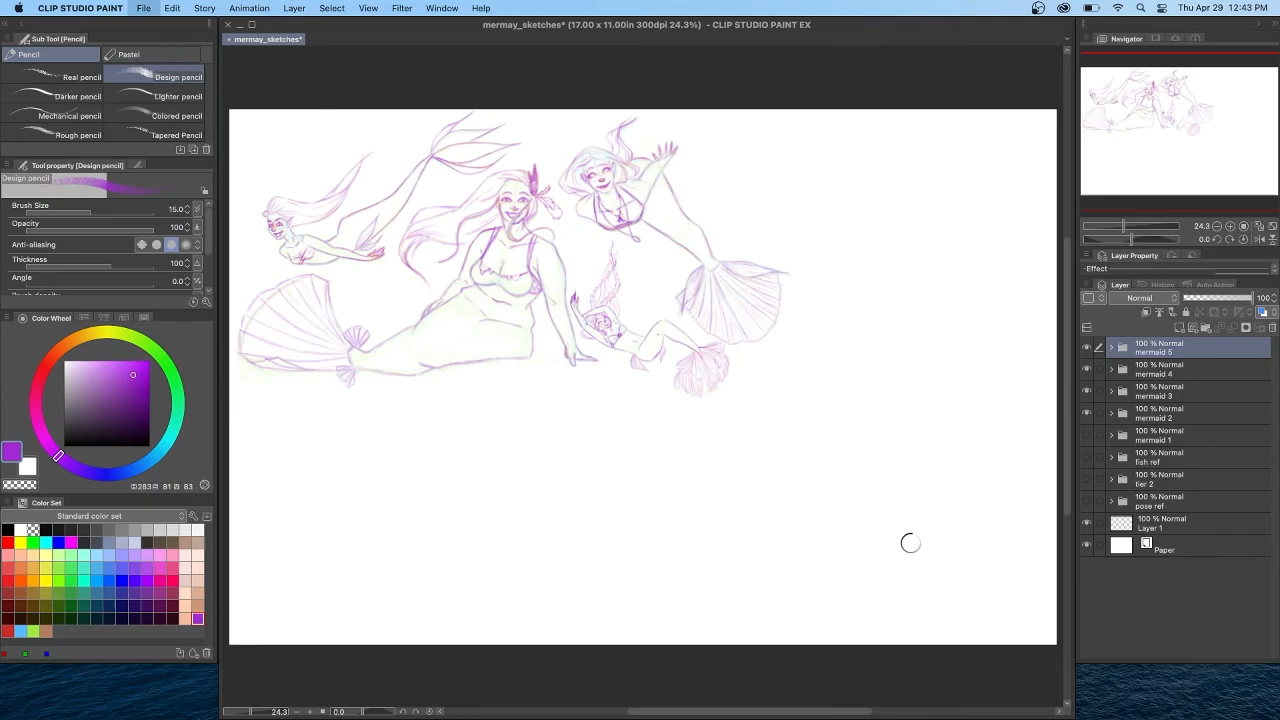 CLIP STUDIO PAINT File Edit Story Animation Layer Select View Filter Window Help Thu Apr 29 12:43 PM
mermay_sketches* (17.00 x 11.00in 300dpi 24.3%) - CLIP STUDIO PAINT EX
Sub Tool [Pencil]
mermay_sketches*
Navigator
Pencil Pastel
Real pencil Design pencil
Darker pencil Lighter pencil
Mechanical pencil Colored pencil
Rough pencil Tapered Pencil
Tool property [Design pencil]
Design pencil
Brush Size 15.0
Opacity 100
Anti-aliasing
Thickness 100
Angle 0.0
24.3
0.0
Layer Property
Effect
Layer History Auto Action
Normal 100
Color Wheel
283 81 83
Color Set
Standard color set
100 % Normal
mermaid 5
100 % Normal
mermaid 4
100 % Normal
mermaid 3
100 % Normal
mermaid 2
100 % Normal
mermaid 1
100 % Normal
fish ref
100 % Normal
tier 2
100 % Normal
pose ref
100 % Normal
Layer 1
Paper
24.3 0.0